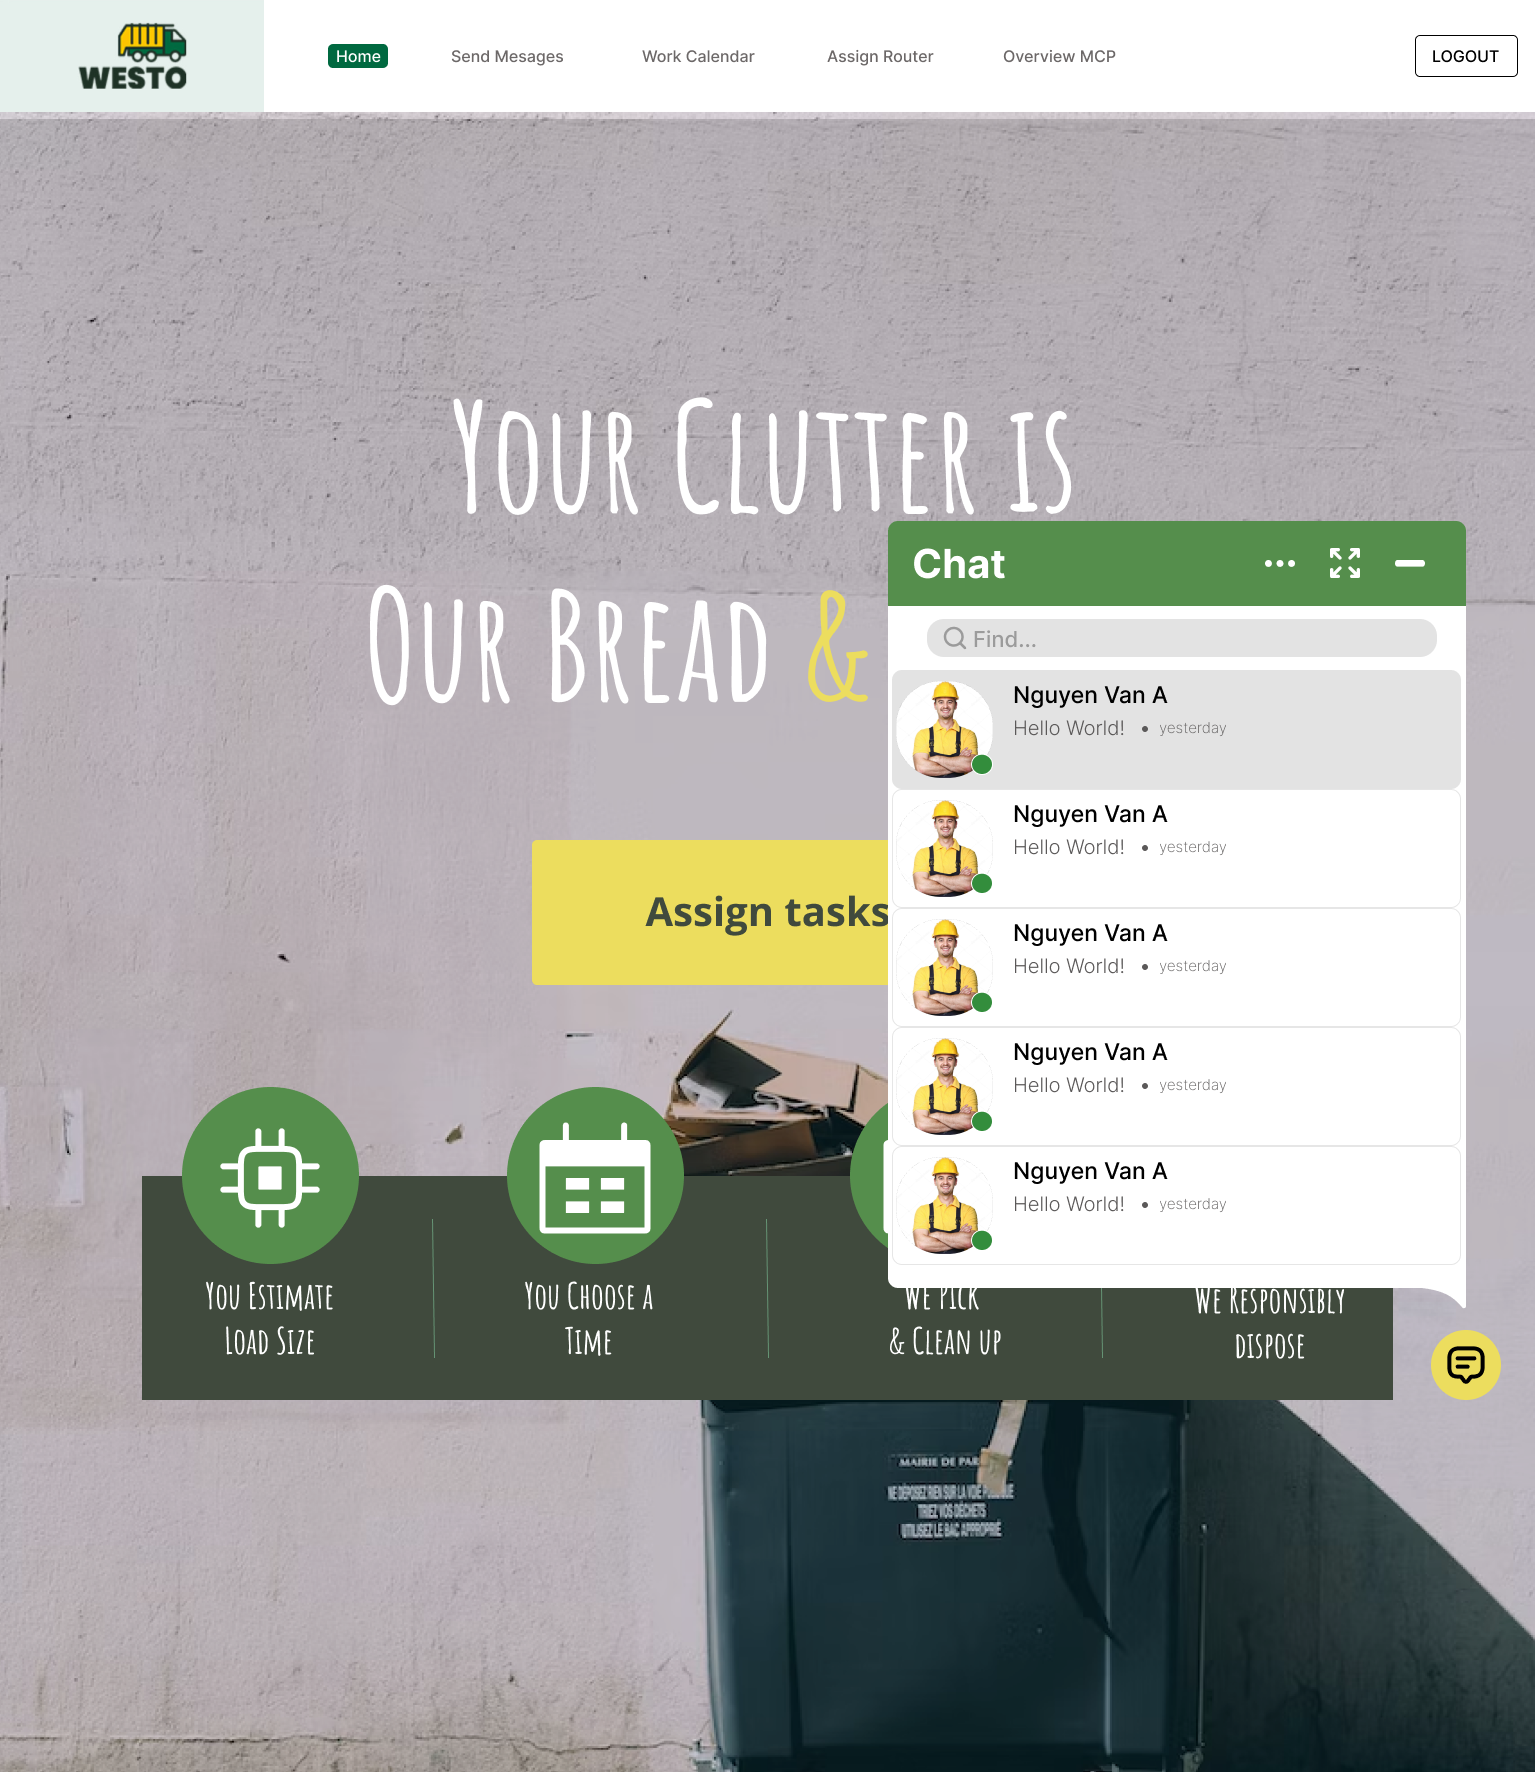 WESTO
Home
Send Mesages
Work Calendar
Assign Router
Overview MCP
LOGOUT
Your Clutter is
Our Bread &
Assign tasks
Chat
Find...
Nguyen Van A
Hello World! • yesterday
Nguyen Van A
Hello World! • yesterday
Nguyen Van A
Hello World! • yesterday
Nguyen Van A
Hello World! • yesterday
Nguyen Van A
Hello World! • yesterday
You Estimate
Load Size
You Choose a
Time
We Pick
& Clean up
We Responsibly
dispose
MAIRIE DE PAR
NE DÉPOSEZ RIEN SUR LA VOIE
TRIEZ VOS DÉCHETS
UTILISEZ LE BAC APPROPRIÉ